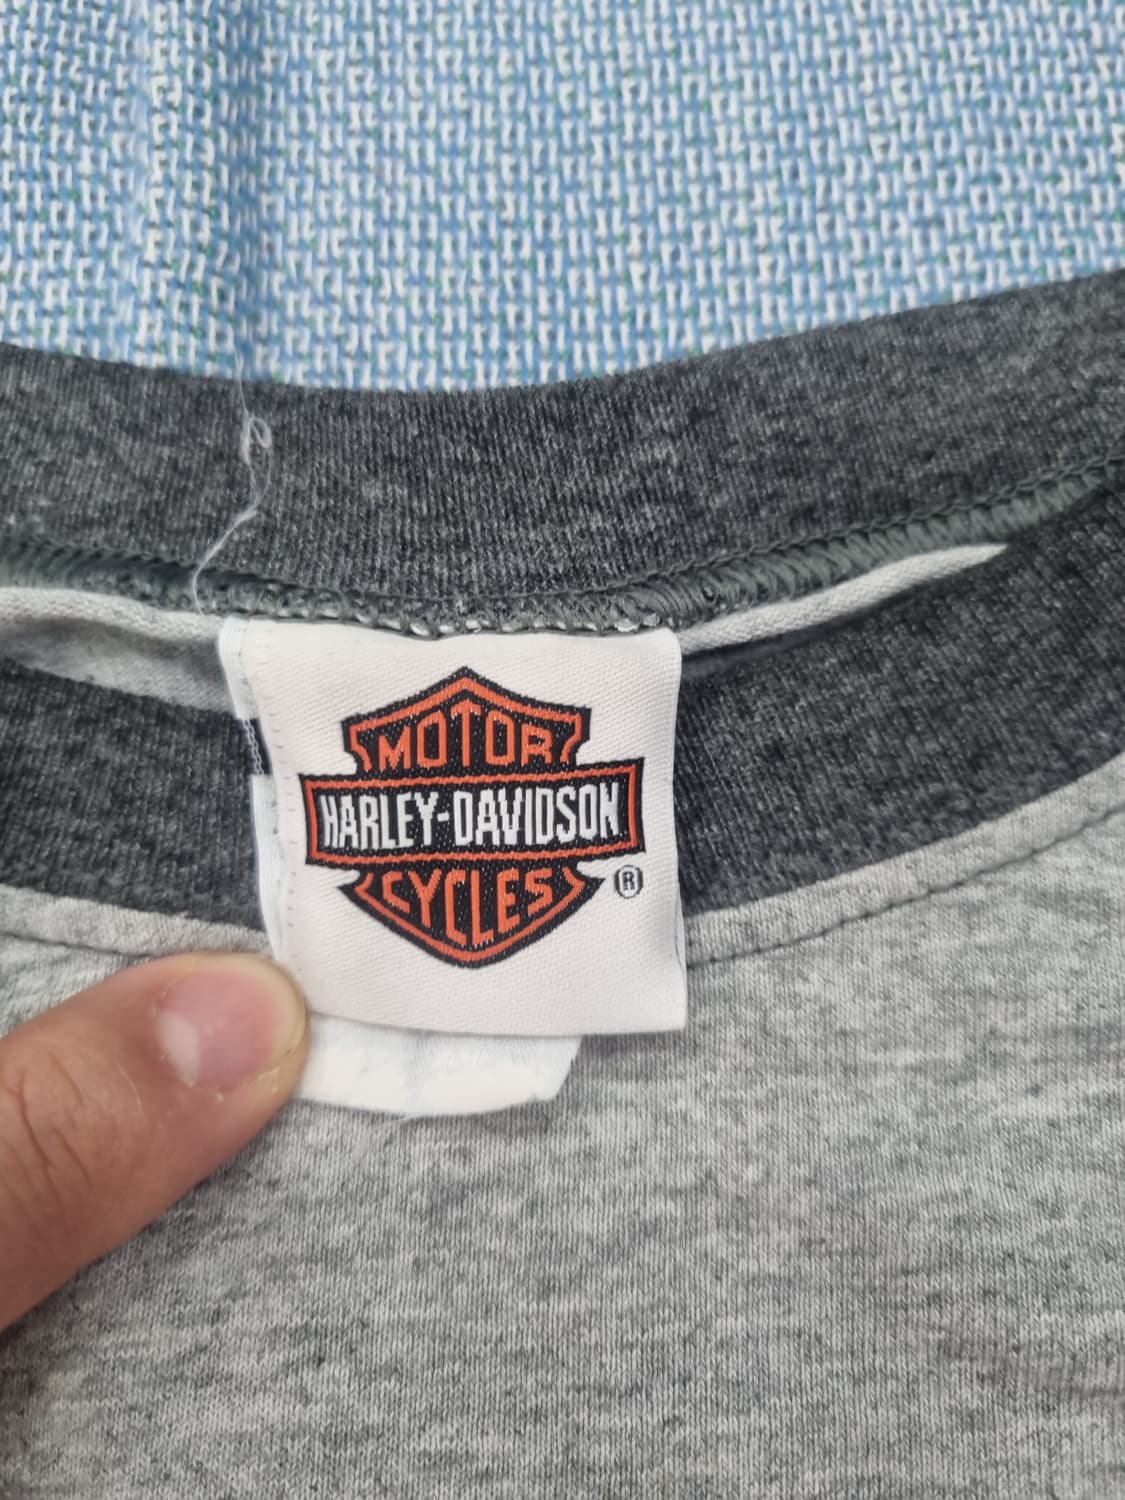 MOTOR
HARLEY-DAVIDSON
CYCLES
®